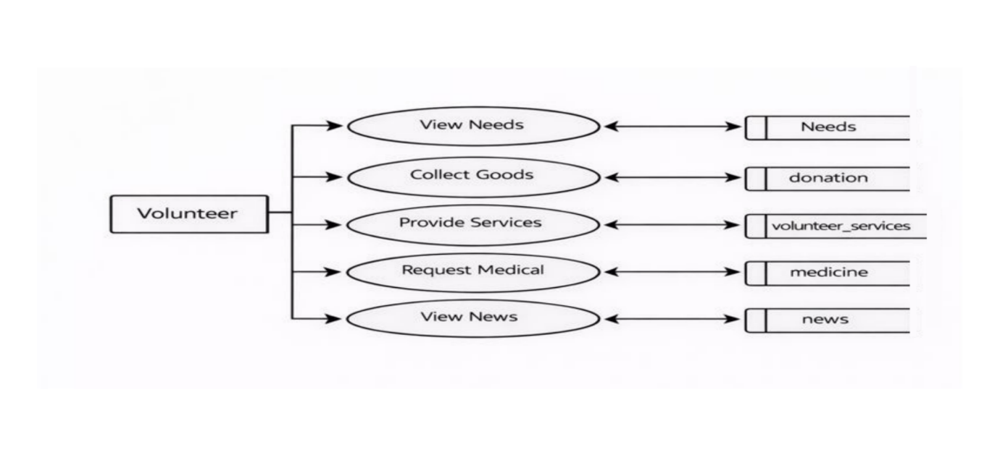 View Needs
Needs
Collect Goods
donation
Volunteer
Provide Services
volunteer_services
Request Medical
medicine
View News
news